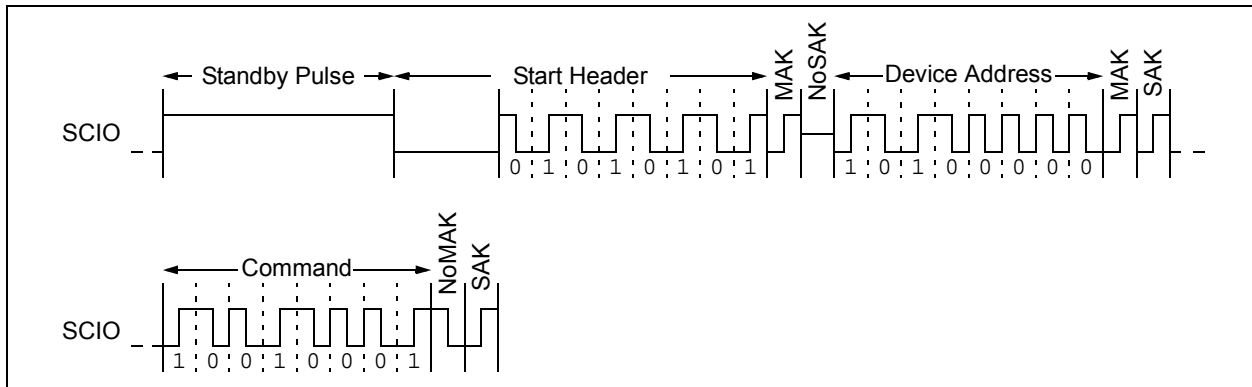 Standby Pulse Start Header MAK NoSAK Device Address MAK SAK
SCIO
0 1 0 1 0 1 0 1 1 0 1 0 0 0 0 0
Command NoMAK SAK
SCIO
1 0 0 1 0 0 0 1